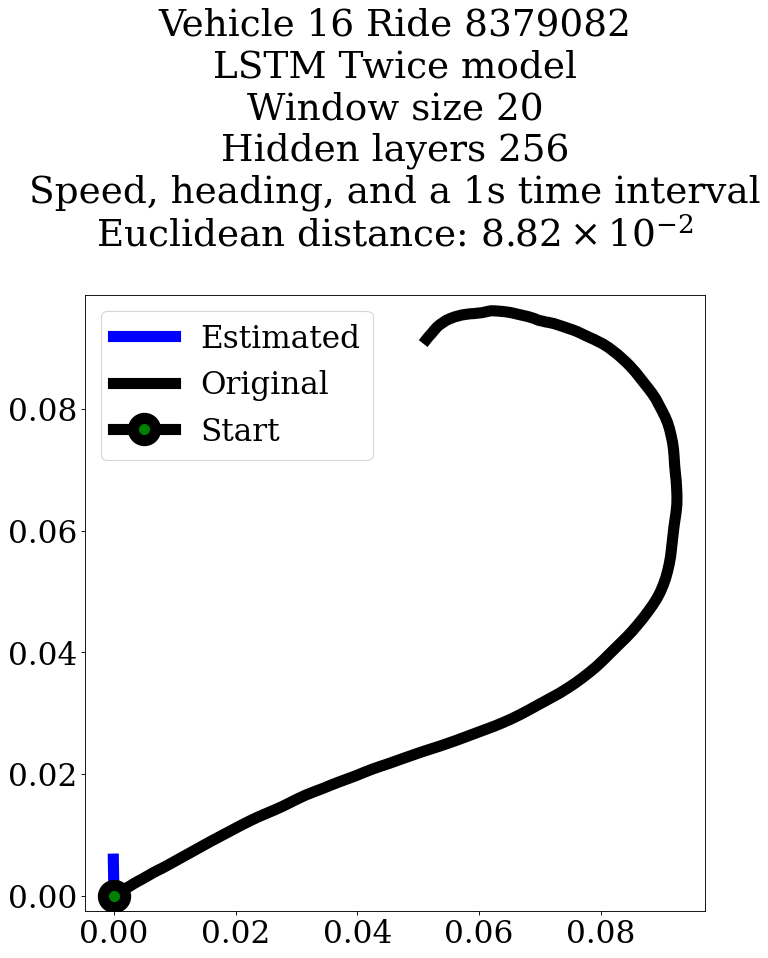 Vehicle 16 Ride 8379082
LSTM Twice model
Window size 20
Hidden layers 256
Speed, heading, and a 1s time interval
Euclidean distance: 8.82 × 10⁻²
Estimated
Original
Start
0.08
0.06
0.04
0.02
0.00
0.00 0.02 0.04 0.06 0.08